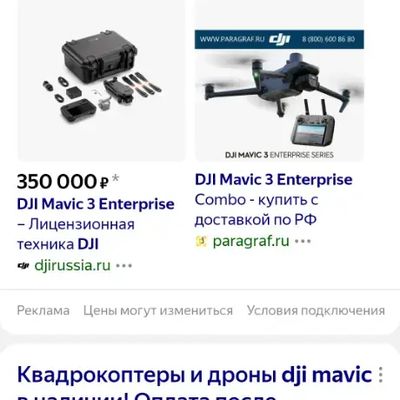 WWW.PARAGRAF.RU dji 8 (800) 600 86 80
DJI MAVIC 3 ENTERPRISE SERIES
350 000 ₽ *
DJI Mavic 3 Enterprise
– Лицензионная
техника DJI
djirussia.ru
DJI Mavic 3 Enterprise
Combo - купить с
доставкой по РФ
paragraf.ru
Реклама Цены могут измениться Условия подключения
Квадрокоптеры и дроны dji mavic
в наличии! Оплата после